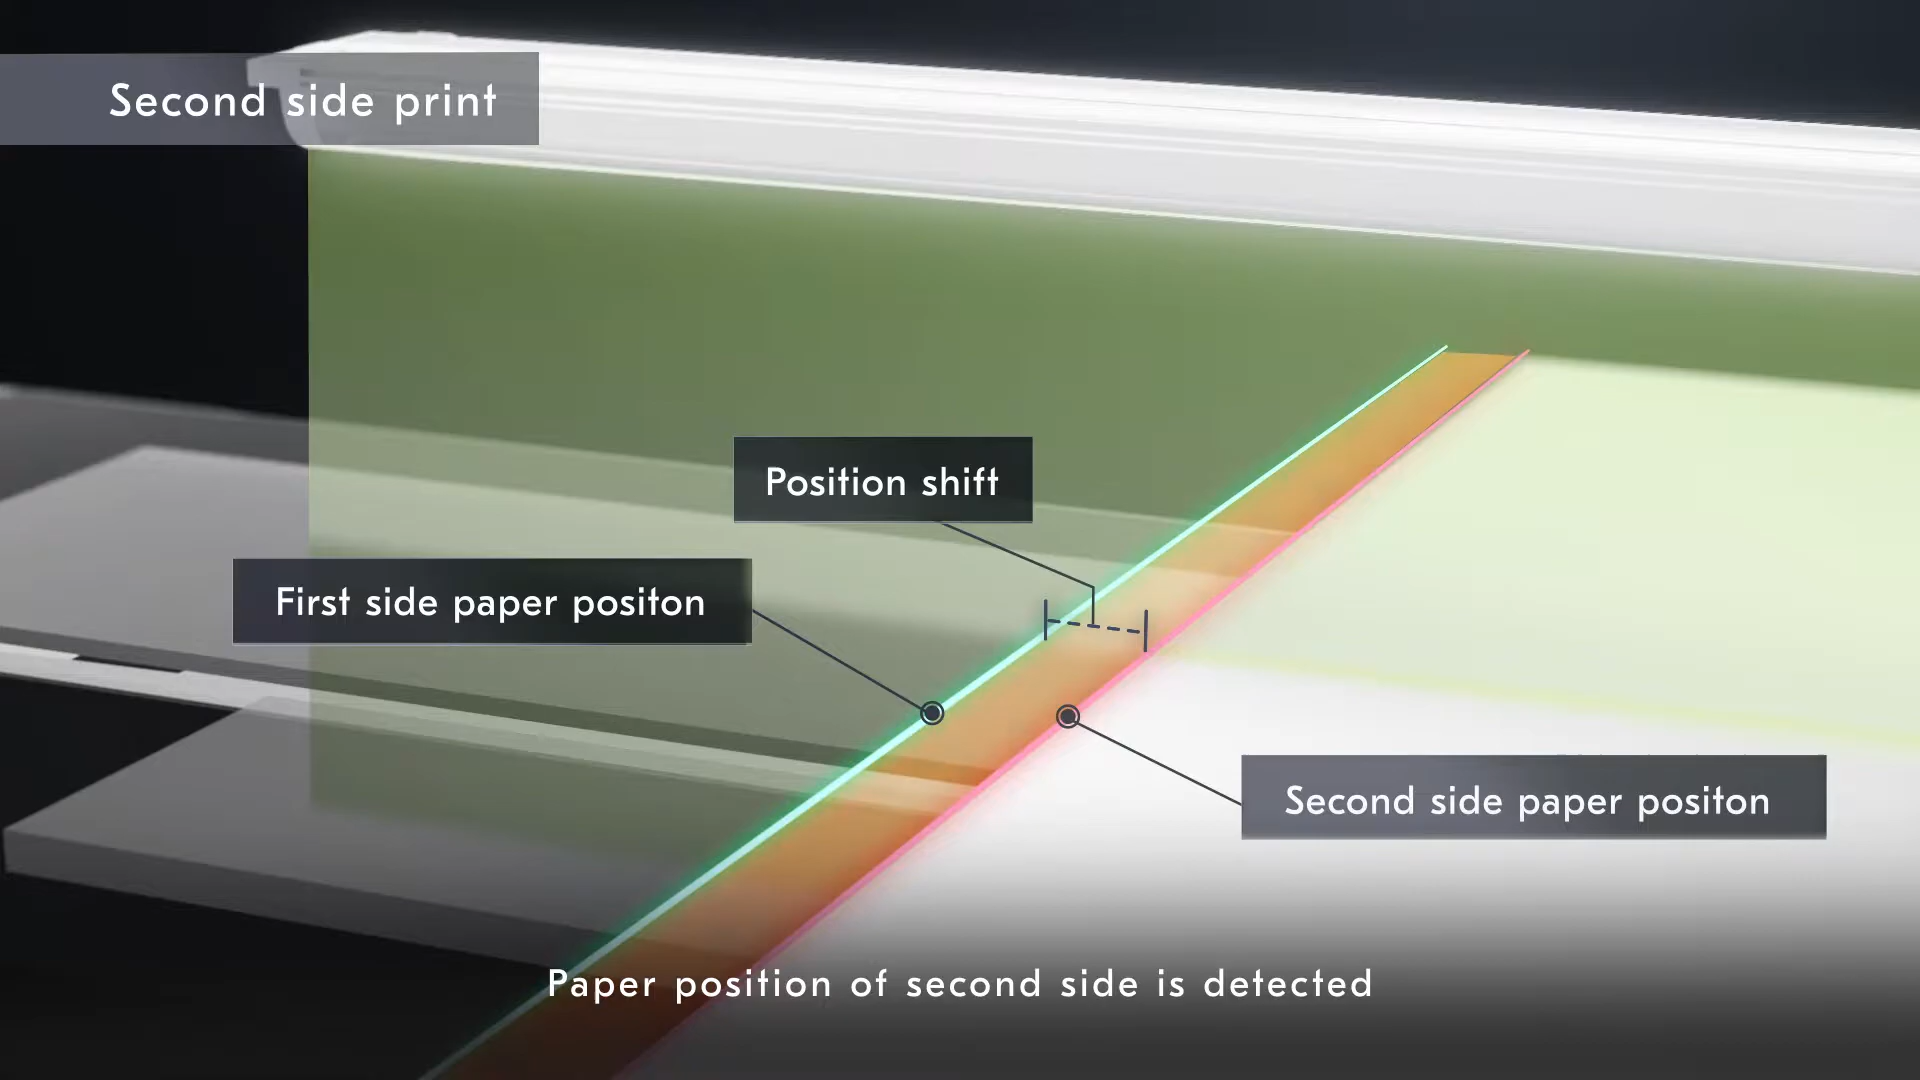 Second side print
Position shift
First side paper positon
Second side paper positon
Paper position of second side is detected